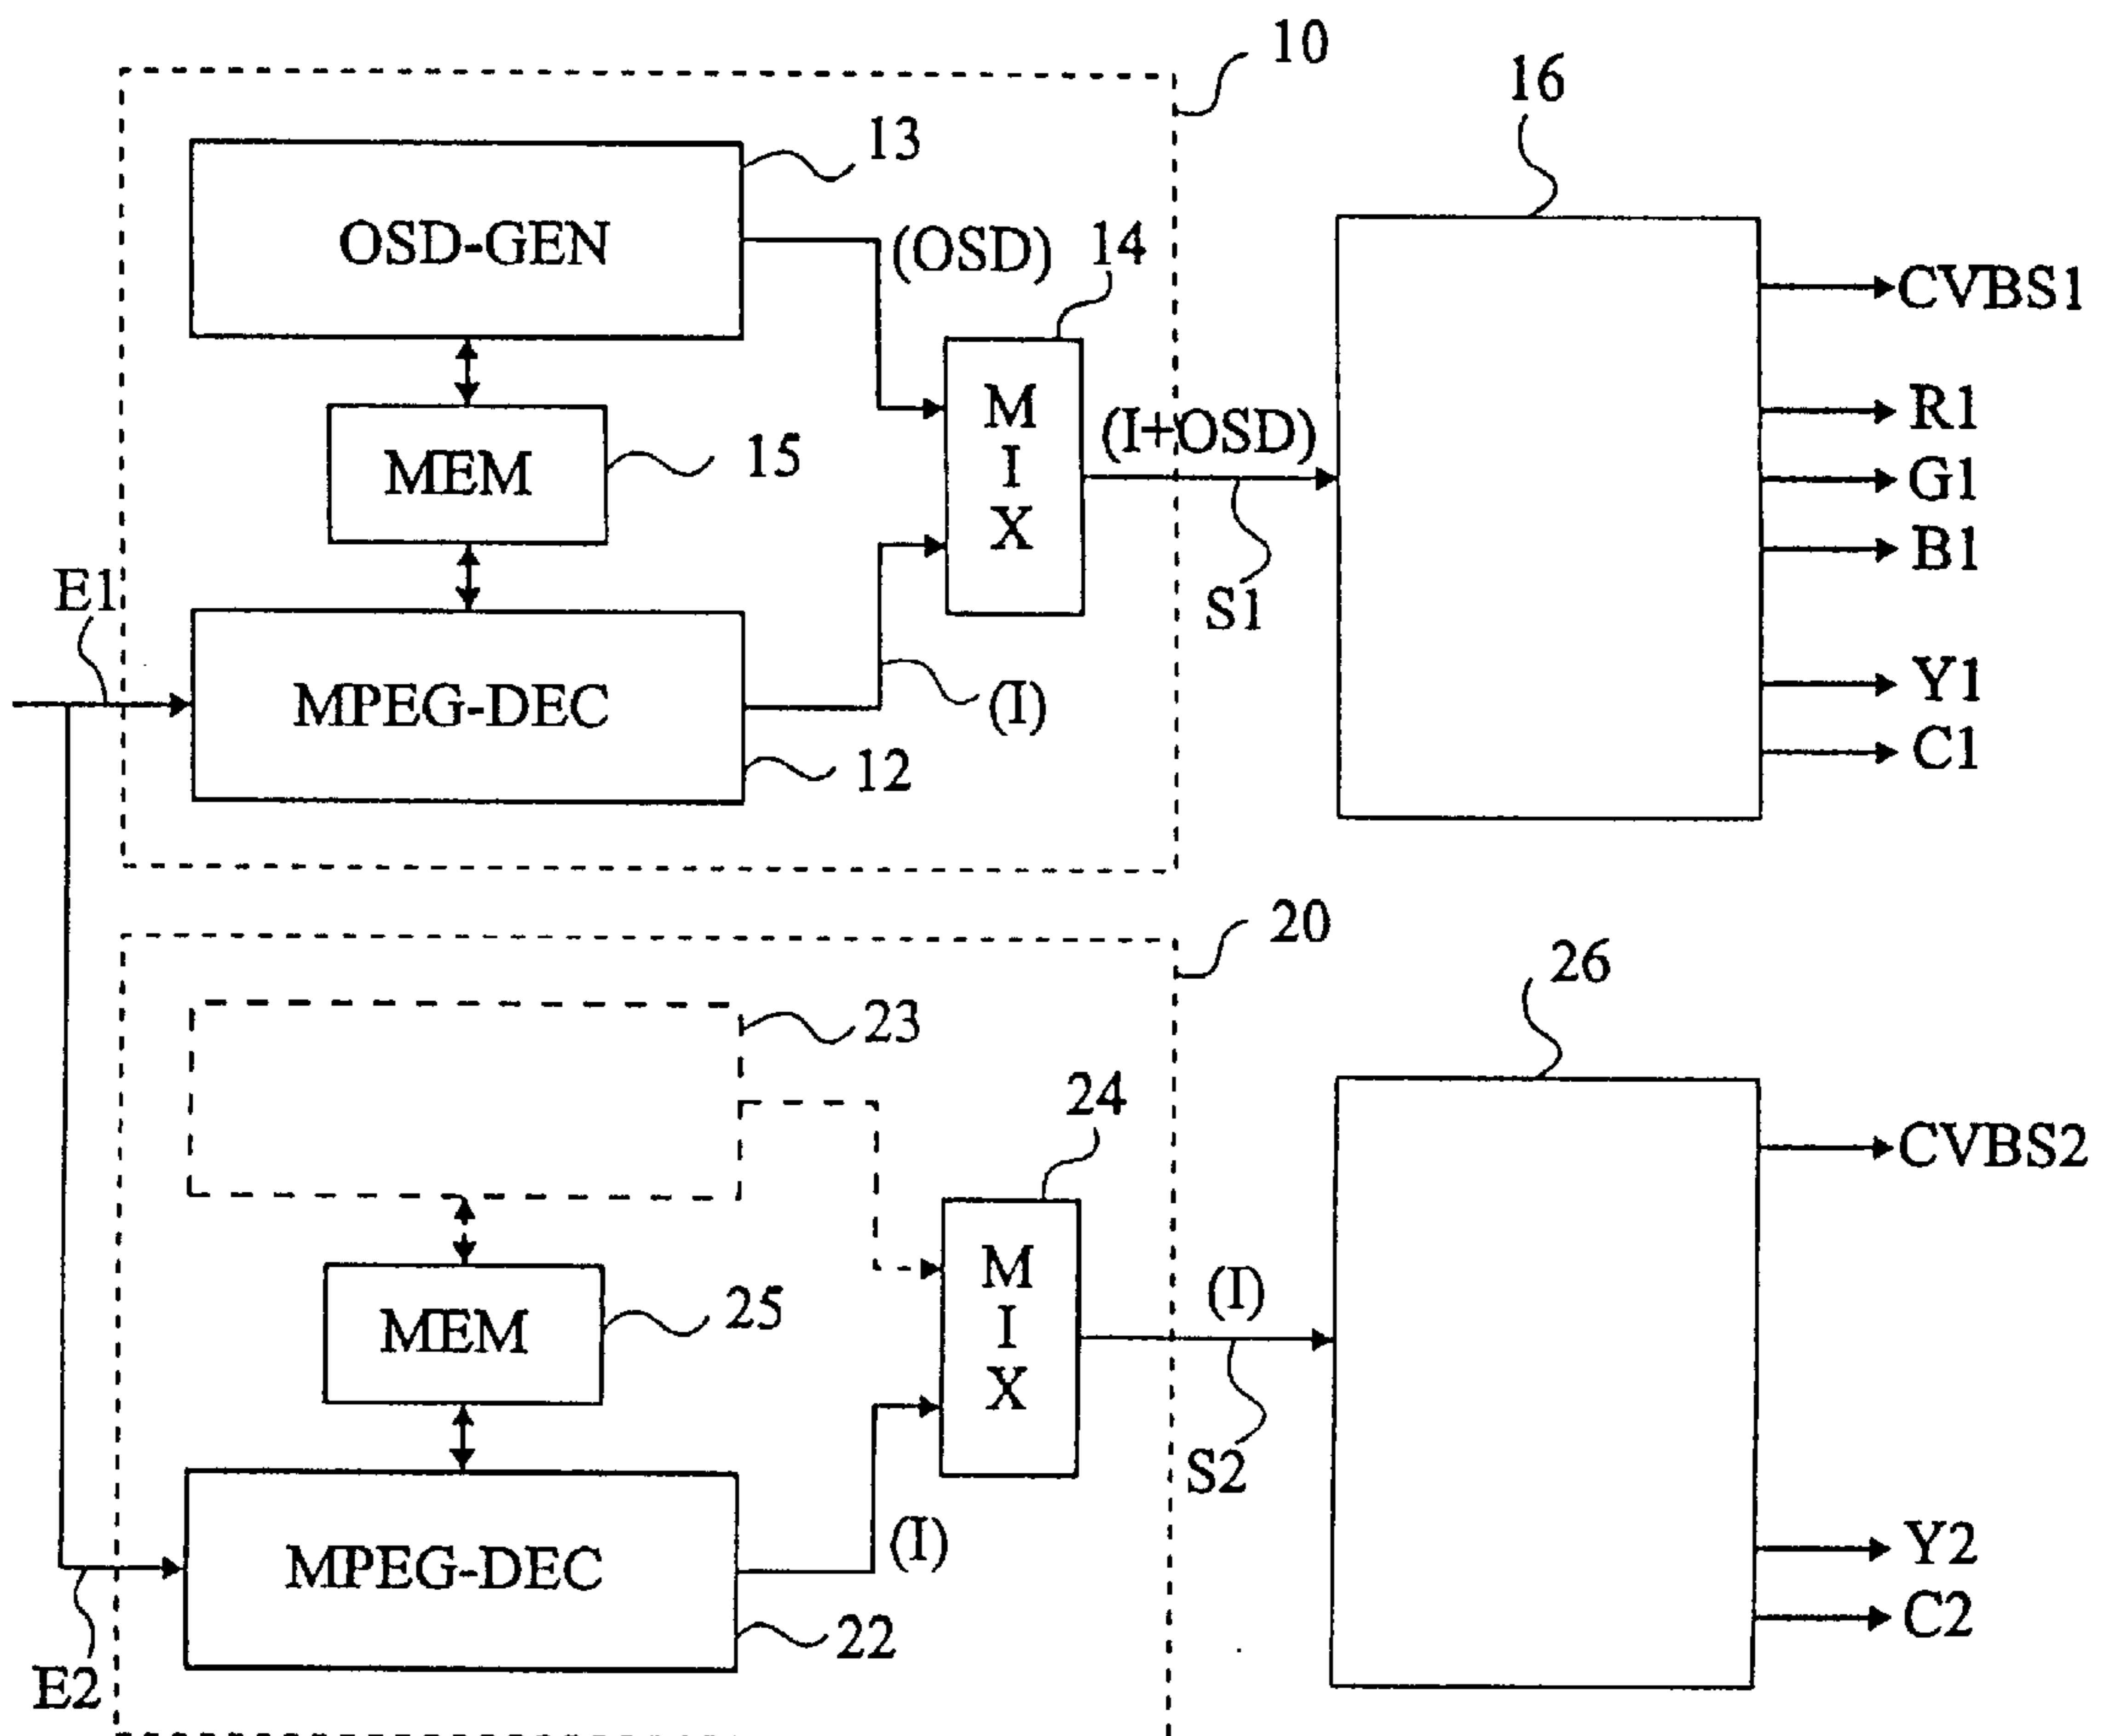 10
16
13
OSD-GEN
(OSD)
14
CVBS1
M
I
X
(I+OSD)
R1
MEM
15
G1
B1
E1
S1
MPEG-DEC
(I)
Y1
12
C1
20
26
23
24
CVBS2
M
I
X
(I)
MEM
25
S2
MPEG-DEC
(I)
Y2
22
C2
E2